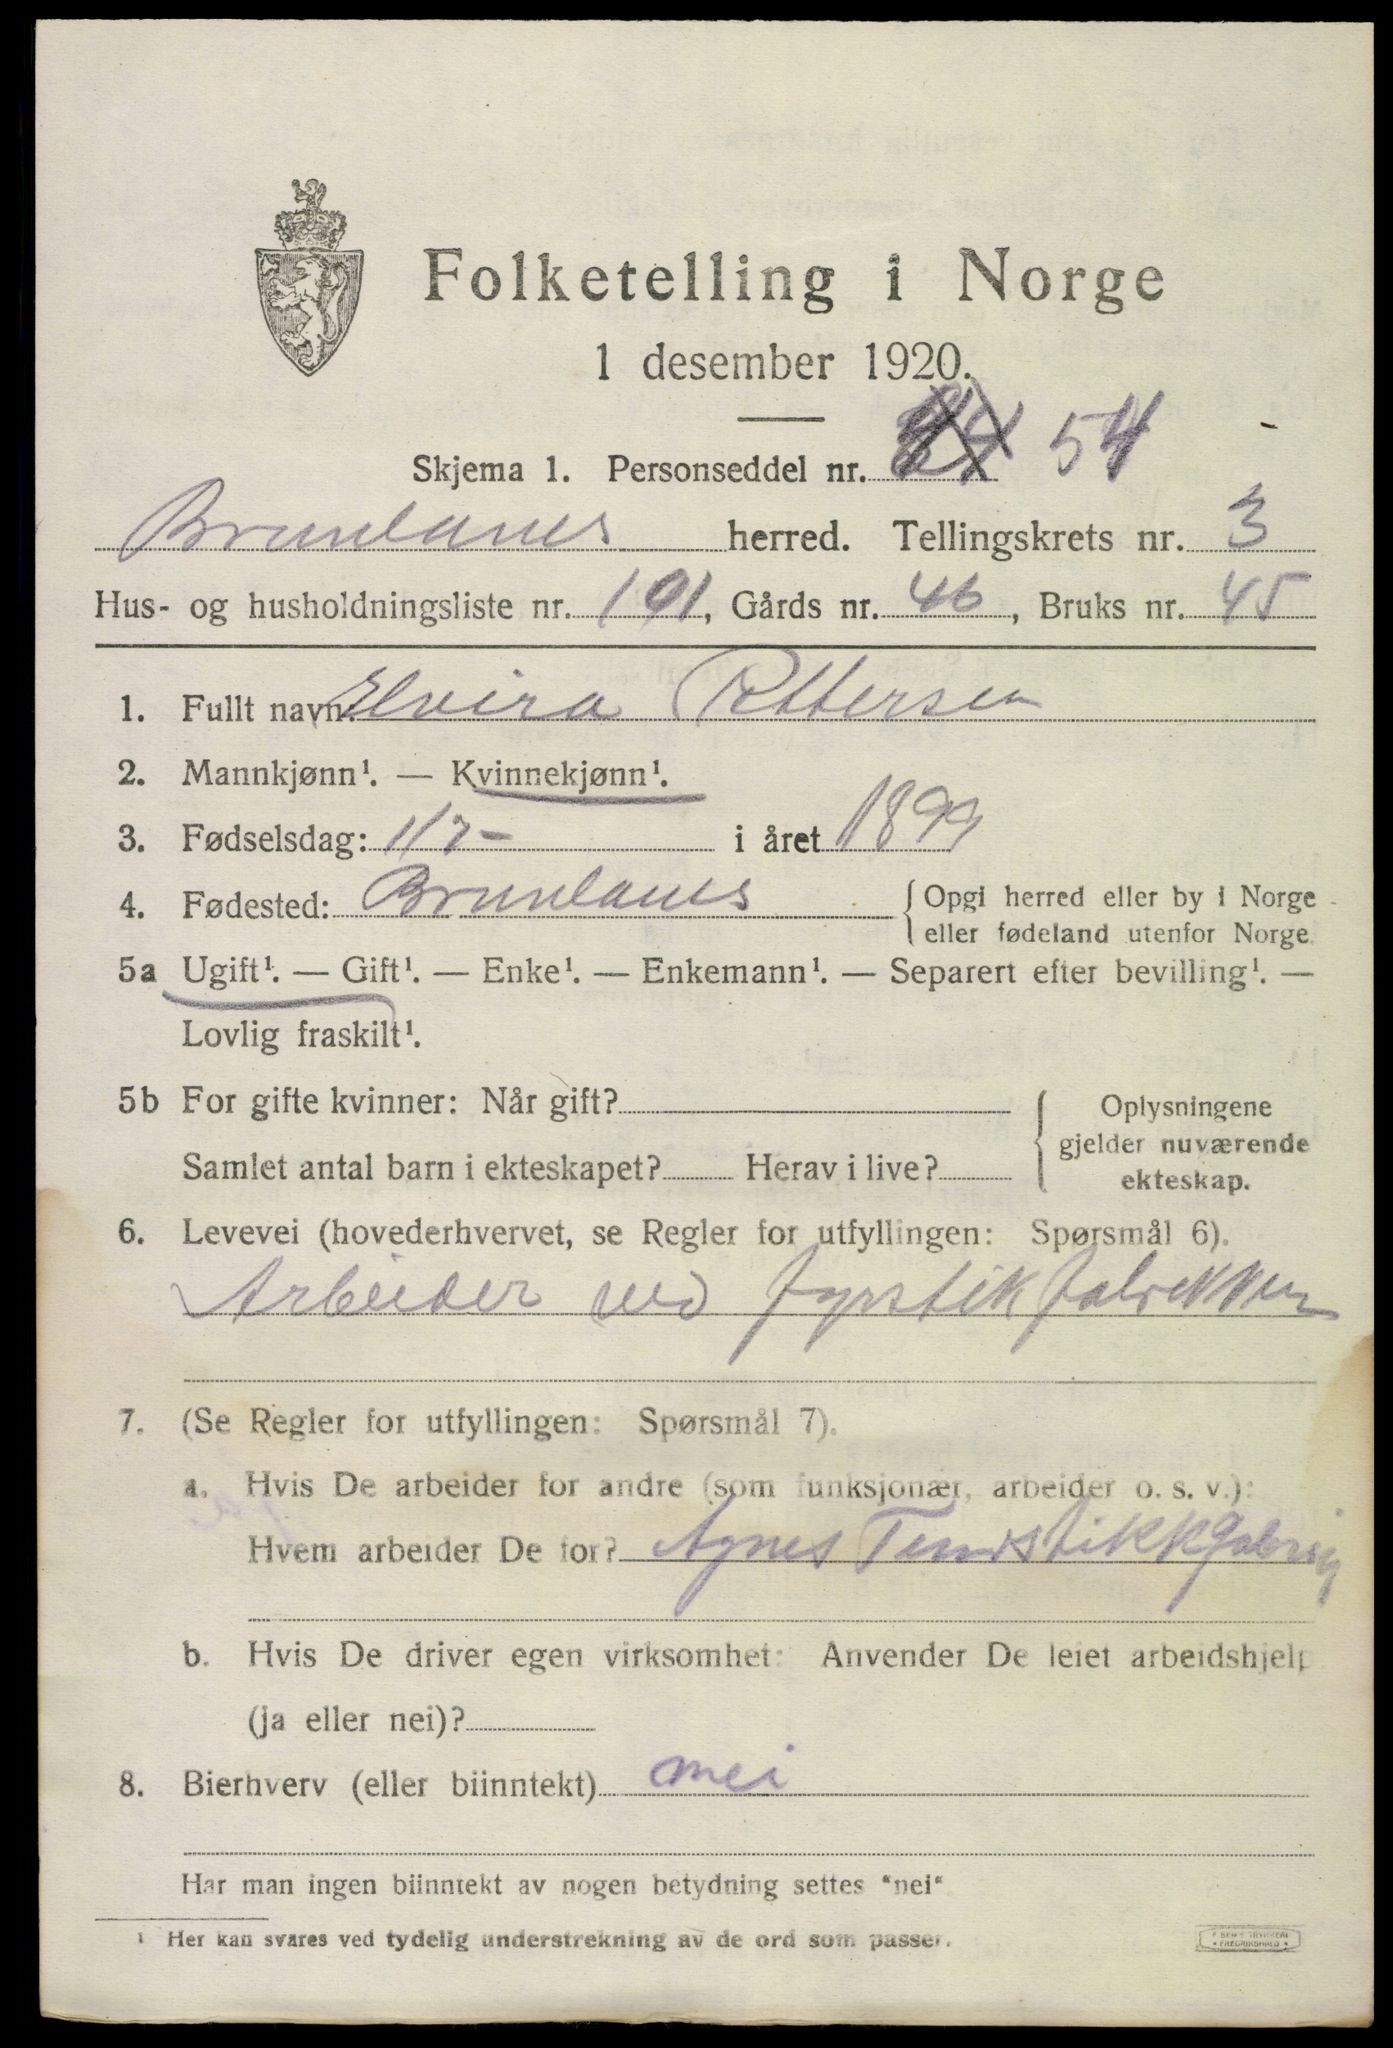 Folketelling i Norge
1 desember 1920.
Skjema 1. Personseddel nr. 54
Brunlanes herred. Tellingskrets nr. 3
Hus- og husholdningsliste nr. 101, Gårds nr. 46, Bruks nr. 45
1. Fullt navn: Elvira Pettersen
2. Mannkjønn¹. — Kvinnekjønn¹.
3. Fødselsdag: 1/7- i året 1899
4. Fødested: Brunlanes { Opgi herred eller by i Norge
eller fødeland utenfor Norge.
5a Ugift¹. — Gift¹. — Enke¹. — Enkemann¹. — Separert efter bevilling¹. —
Lovlig fraskilt¹.
5b For gifte kvinner: Når gift? { Oplysningene
gjelder nuværende
Samlet antal barn i ekteskapet? Herav i live? ekteskap.
6. Levevei (hovederhvervet, se Regler for utfyllingen: Spørsmål 6).
Arbeider ved fyrstikfabrikken
7. (Se Regler for utfyllingen: Spørsmål 7).
a. Hvis De arbeider for andre (som funksjonær, arbeider o. s. v.):
Hvem arbeider De for? Agnes
b. Hvis De driver egen virksomhet: Anvender De leiet arbeidshjelp
(ja eller nei)?
8. Bierhverv (eller biinntekt) nei
Har man ingen biinntekt av nogen betydning settes "nei"
¹ Her kan svares ved tydelig understrekning av de ord som passer.